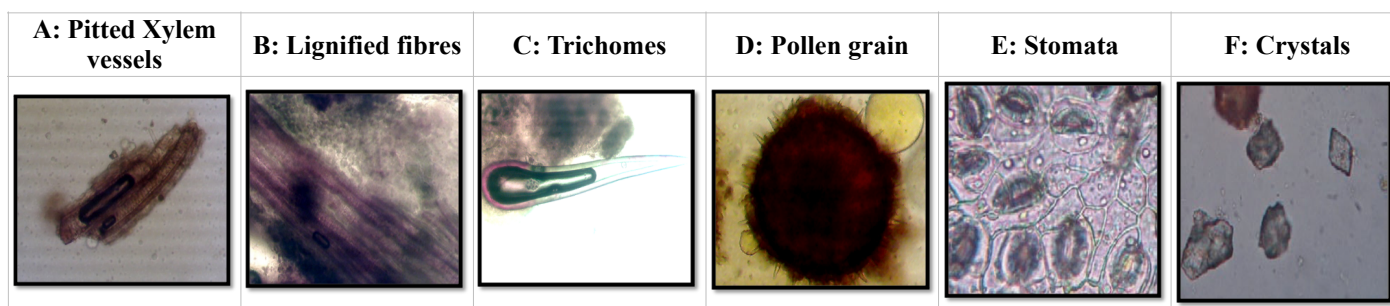 A: Pitted Xylem
vessels
B: Lignified fibres
C: Trichomes
D: Pollen grain
E: Stomata
F: Crystals